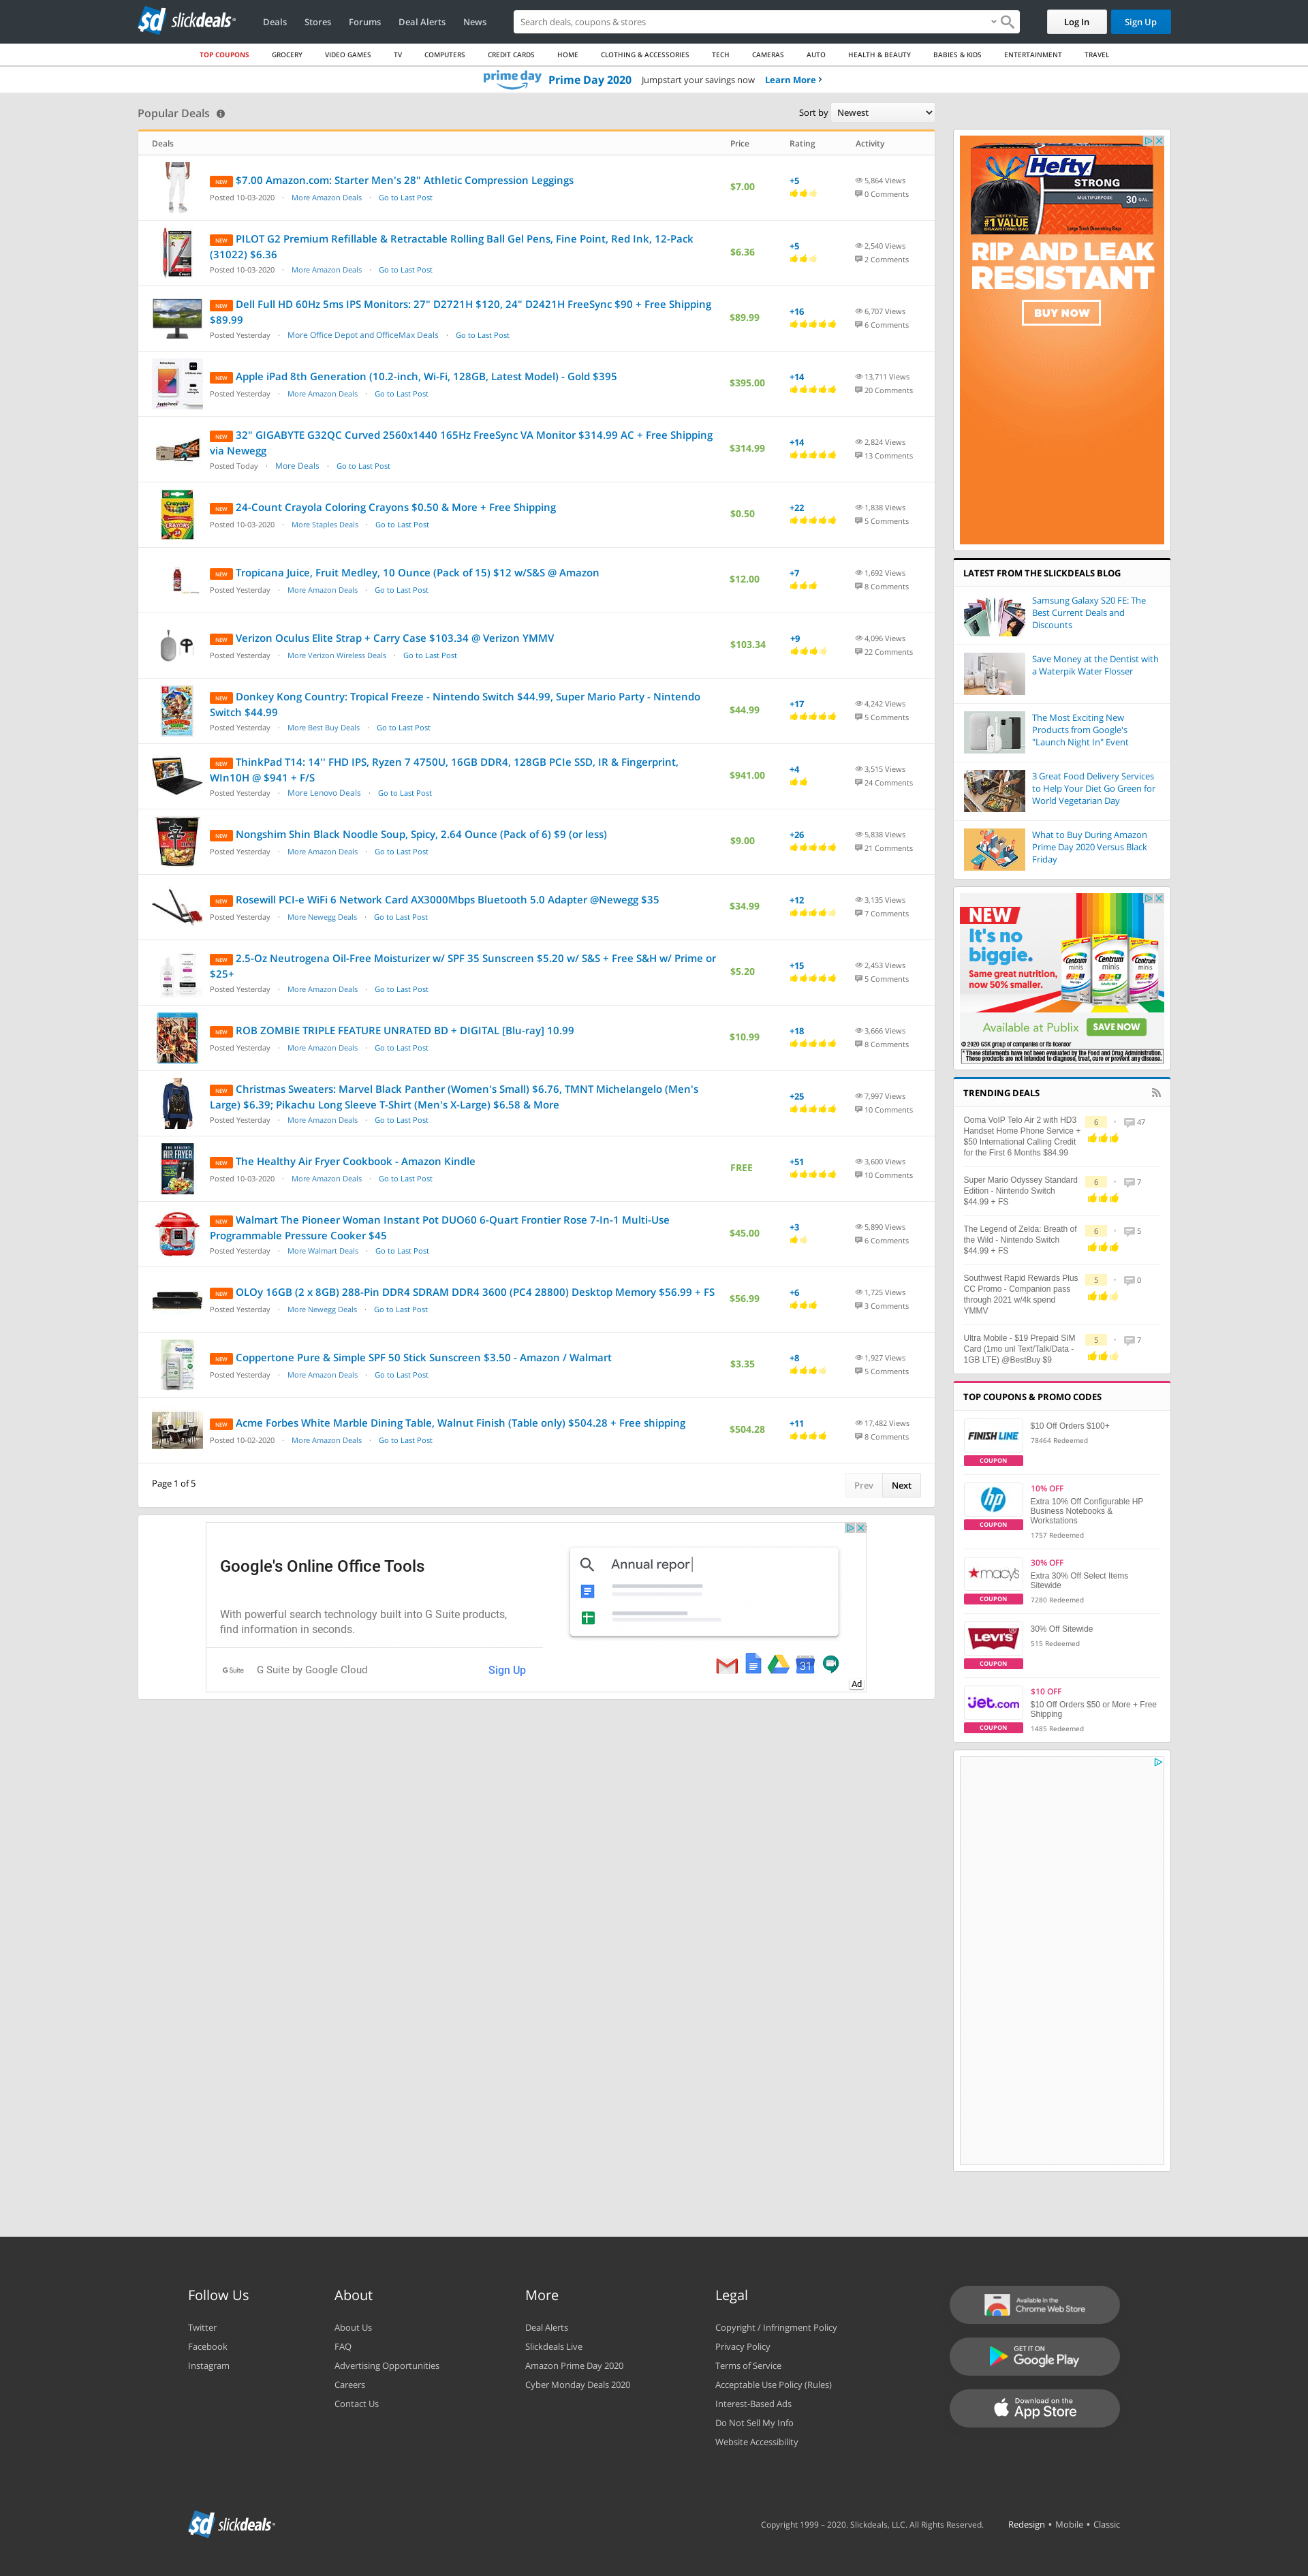 slickdeals
Deals
Stores
Forums
Deal Alerts
News
Search deals, coupons & stores
Log In
Sign Up
TOP COUPONS
GROCERY
VIDEO GAMES
TV
COMPUTERS
CREDIT CARDS
HOME
CLOTHING & ACCESSORIES
TECH
CAMERAS
AUTO
HEALTH & BEAUTY
BABIES & KIDS
ENTERTAINMENT
TRAVEL
prime day
Prime Day 2020
Jumpstart your savings now
Learn More
Popular Deals
Sort by
Newest
Deals
Price
Rating
Activity
NEW $7.00 Amazon.com: Starter Men's 28" Athletic Compression Leggings
Posted 10-03-2020 · More Amazon Deals · Go to Last Post
$7.00
+5
5,864 Views
0 Comments
NEW PILOT G2 Premium Refillable & Retractable Rolling Ball Gel Pens, Fine Point, Red Ink, 12-Pack
(31022) $6.36
Posted 10-03-2020 · More Amazon Deals · Go to Last Post
$6.36
+5
2,540 Views
2 Comments
NEW Dell Full HD 60Hz 5ms IPS Monitors: 27" D2721H $120, 24" D2421H FreeSync $90 + Free Shipping
$89.99
Posted Yesterday · More Office Depot and OfficeMax Deals · Go to Last Post
$89.99
+16
6,707 Views
6 Comments
NEW Apple iPad 8th Generation (10.2-inch, Wi-Fi, 128GB, Latest Model) - Gold $395
Posted Yesterday · More Amazon Deals · Go to Last Post
$395.00
+14
13,711 Views
20 Comments
NEW 32" GIGABYTE G32QC Curved 2560x1440 165Hz FreeSync VA Monitor $314.99 AC + Free Shipping
via Newegg
Posted Today · More Deals · Go to Last Post
$314.99
+14
2,824 Views
13 Comments
NEW 24-Count Crayola Coloring Crayons $0.50 & More + Free Shipping
Posted 10-03-2020 · More Staples Deals · Go to Last Post
$0.50
+22
1,838 Views
5 Comments
NEW Tropicana Juice, Fruit Medley, 10 Ounce (Pack of 15) $12 w/S&S @ Amazon
Posted Yesterday · More Amazon Deals · Go to Last Post
$12.00
+7
1,692 Views
8 Comments
NEW Verizon Oculus Elite Strap + Carry Case $103.34 @ Verizon YMMV
Posted Yesterday · More Verizon Wireless Deals · Go to Last Post
$103.34
+9
4,096 Views
22 Comments
NEW Donkey Kong Country: Tropical Freeze - Nintendo Switch $44.99, Super Mario Party - Nintendo
Switch $44.99
Posted Yesterday · More Best Buy Deals · Go to Last Post
$44.99
+17
4,242 Views
5 Comments
NEW ThinkPad T14: 14'' FHD IPS, Ryzen 7 4750U, 16GB DDR4, 128GB PCIe SSD, IR & Fingerprint,
WIn10H @ $941 + F/S
Posted Yesterday · More Lenovo Deals · Go to Last Post
$941.00
+4
3,515 Views
24 Comments
NEW Nongshim Shin Black Noodle Soup, Spicy, 2.64 Ounce (Pack of 6) $9 (or less)
Posted Yesterday · More Amazon Deals · Go to Last Post
$9.00
+26
5,838 Views
21 Comments
NEW Rosewill PCI-e WiFi 6 Network Card AX3000Mbps Bluetooth 5.0 Adapter @Newegg $35
Posted Yesterday · More Newegg Deals · Go to Last Post
$34.99
+12
3,135 Views
7 Comments
NEW 2.5-Oz Neutrogena Oil-Free Moisturizer w/ SPF 35 Sunscreen $5.20 w/ S&S + Free S&H w/ Prime or
$25+
Posted Yesterday · More Amazon Deals · Go to Last Post
$5.20
+15
2,453 Views
5 Comments
NEW ROB ZOMBIE TRIPLE FEATURE UNRATED BD + DIGITAL [Blu-ray] 10.99
Posted Yesterday · More Amazon Deals · Go to Last Post
$10.99
+18
3,666 Views
8 Comments
NEW Christmas Sweaters: Marvel Black Panther (Women's Small) $6.76, TMNT Michelangelo (Men's
Large) $6.39; Pikachu Long Sleeve T-Shirt (Men's X-Large) $6.58 & More
Posted Yesterday · More Amazon Deals · Go to Last Post
+25
7,997 Views
10 Comments
NEW The Healthy Air Fryer Cookbook - Amazon Kindle
Posted 10-03-2020 · More Amazon Deals · Go to Last Post
FREE
+51
3,600 Views
10 Comments
NEW Walmart The Pioneer Woman Instant Pot DUO60 6-Quart Frontier Rose 7-In-1 Multi-Use
Programmable Pressure Cooker $45
Posted Yesterday · More Walmart Deals · Go to Last Post
$45.00
+3
5,890 Views
6 Comments
NEW OLOy 16GB (2 x 8GB) 288-Pin DDR4 SDRAM DDR4 3600 (PC4 28800) Desktop Memory $56.99 + FS
Posted Yesterday · More Newegg Deals · Go to Last Post
$56.99
+6
1,725 Views
3 Comments
NEW Coppertone Pure & Simple SPF 50 Stick Sunscreen $3.50 - Amazon / Walmart
Posted Yesterday · More Amazon Deals · Go to Last Post
$3.35
+8
1,927 Views
5 Comments
NEW Acme Forbes White Marble Dining Table, Walnut Finish (Table only) $504.28 + Free shipping
Posted 10-02-2020 · More Amazon Deals · Go to Last Post
$504.28
+11
17,482 Views
8 Comments
Page 1 of 5
Prev
Next
Google's Online Office Tools
With powerful search technology built into G Suite products,
find information in seconds.
G Suite
G Suite by Google Cloud
Sign Up
Annual repor
31
Ad
Hefty
STRONG
MULTIPURPOSE
30 GAL.
#1 VALUE
DRAWSTRING BAG
RIP AND LEAK
RESISTANT
BUY NOW
LATEST FROM THE SLICKDEALS BLOG
Samsung Galaxy S20 FE: The
Best Current Deals and
Discounts
Save Money at the Dentist with
a Waterpik Water Flosser
The Most Exciting New
Products from Google's
"Launch Night In" Event
3 Great Food Delivery Services
to Help Your Diet Go Green for
World Vegetarian Day
What to Buy During Amazon
Prime Day 2020 Versus Black
Friday
NEW
It's no
biggie.
Same great nutrition,
now 50% smaller.
Centrum
minis
Centrum
minis
Centrum
minis
Available at Publix
SAVE NOW
© 2020 GSK group of companies or its licensor
* These statements have not been evaluated by the Food and Drug Administration.
These products are not intended to diagnose, treat, cure or prevent any disease.
TRENDING DEALS
Ooma VoIP Telo Air 2 with HD3
Handset Home Phone Service +
$50 International Calling Credit
for the First 6 Months $84.99
6
47
Super Mario Odyssey Standard
Edition - Nintendo Switch
$44.99 + FS
6
7
The Legend of Zelda: Breath of
the Wild - Nintendo Switch
$44.99 + FS
6
5
Southwest Rapid Rewards Plus
CC Promo - Companion pass
through 2021 w/4k spend
YMMV
5
0
Ultra Mobile - $19 Prepaid SIM
Card (1mo unl Text/Talk/Data -
1GB LTE) @BestBuy $9
5
7
TOP COUPONS & PROMO CODES
FINISH LINE
COUPON
$10 Off Orders $100+
78464 Redeemed
hp
COUPON
10% OFF
Extra 10% Off Configurable HP
Business Notebooks &
Workstations
1757 Redeemed
macy's
COUPON
30% OFF
Extra 30% Off Select Items
Sitewide
7280 Redeemed
LEVI'S
COUPON
30% Off Sitewide
515 Redeemed
jet.com
COUPON
$10 OFF
$10 Off Orders $50 or More + Free
Shipping
1485 Redeemed
Follow Us
Twitter
Facebook
Instagram
About
About Us
FAQ
Advertising Opportunities
Careers
Contact Us
More
Deal Alerts
Slickdeals Live
Amazon Prime Day 2020
Cyber Monday Deals 2020
Legal
Copyright / Infringment Policy
Privacy Policy
Terms of Service
Acceptable Use Policy (Rules)
Interest-Based Ads
Do Not Sell My Info
Website Accessibility
Available in the
Chrome Web Store
GET IT ON
Google Play
Download on the
App Store
slickdeals
Copyright 1999 – 2020. Slickdeals, LLC. All Rights Reserved.
Redesign • Mobile • Classic